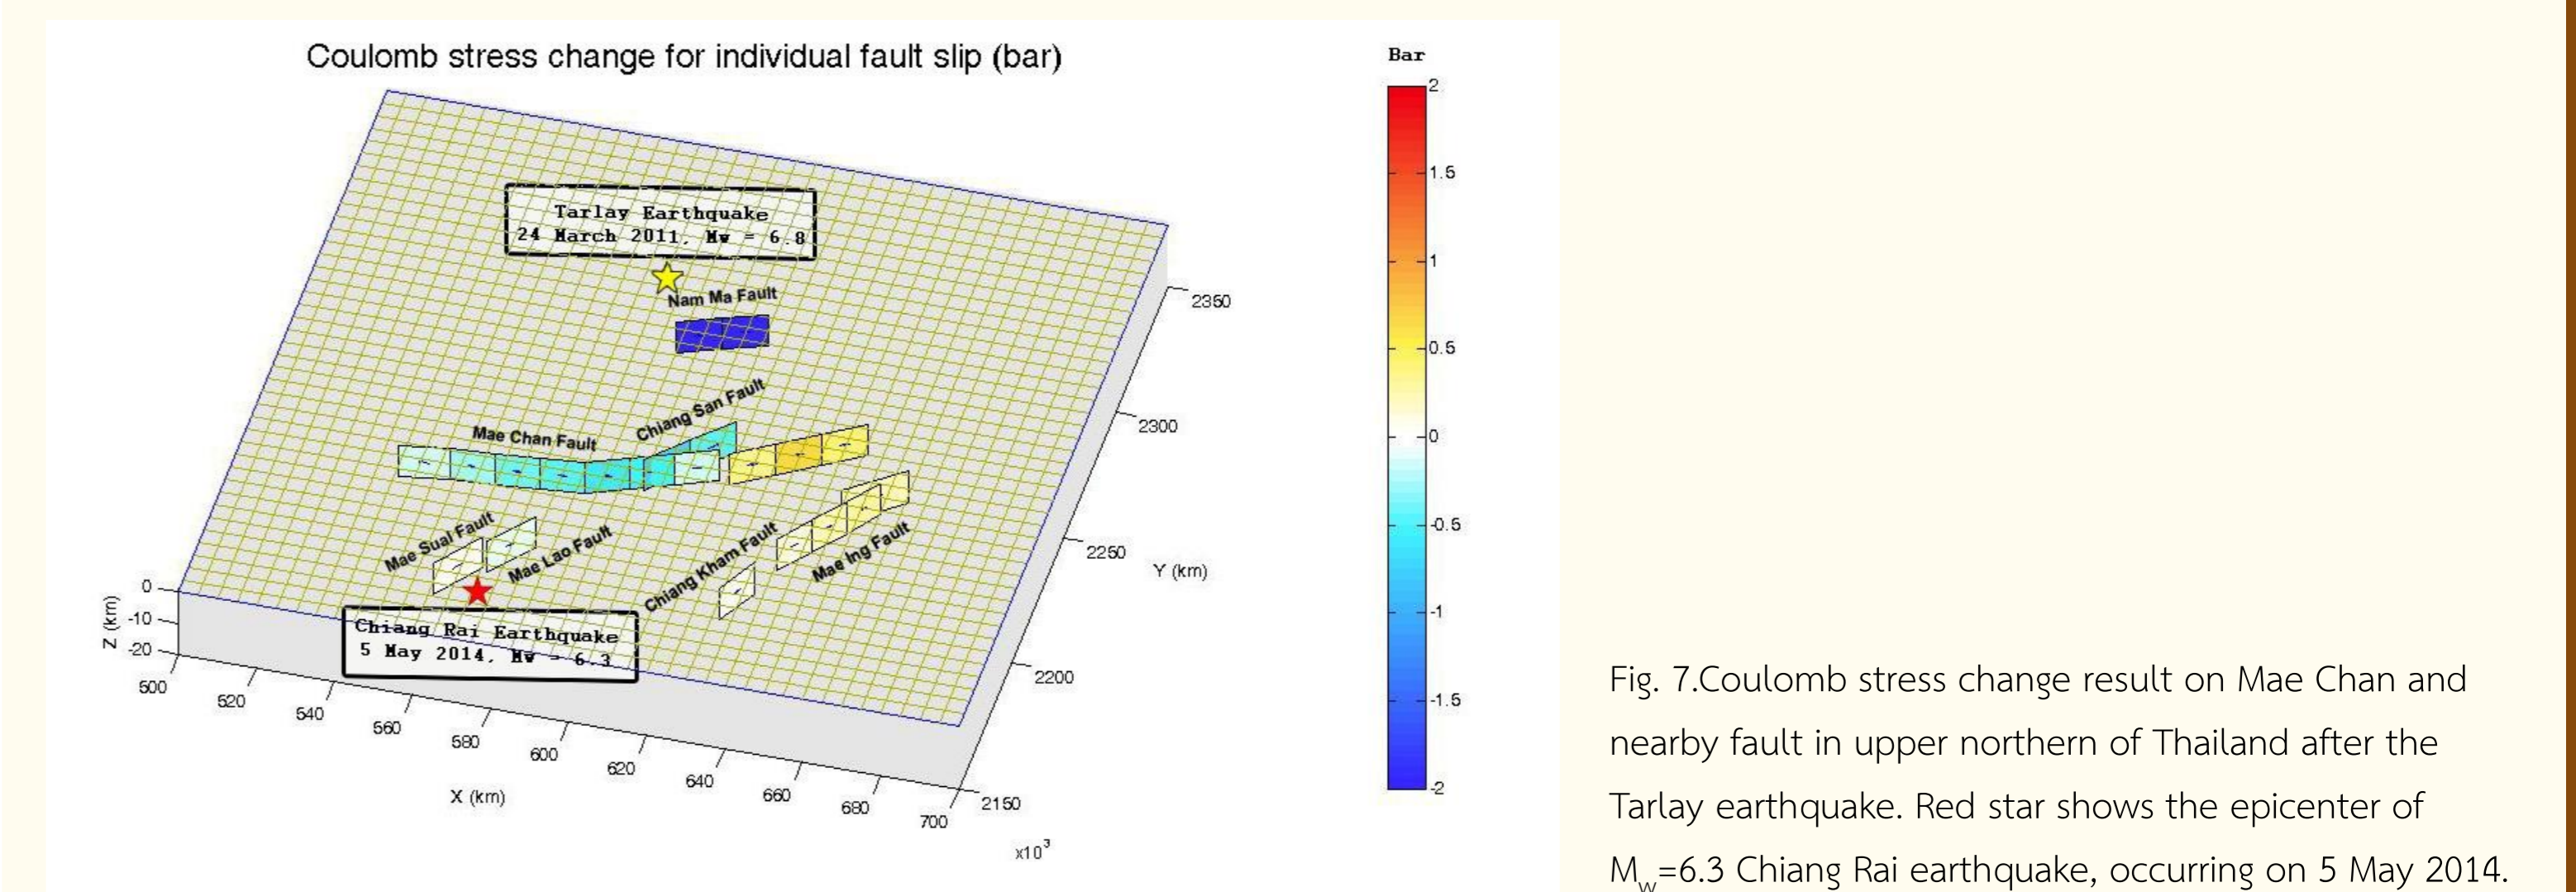 Coulomb stress change for individual fault slip (bar)
Bar
2
1.5
1
0.5
0
-0.5
-1
-1.5
-2
Tarlay Earthquake
24 March 2011, Mw = 6.8
Nam Ma Fault
Chiang San Fault
Mae Chan Fault
Mae Sual Fault
Mae Lao Fault
Chiang Kham Fault
Mae Ing Fault
Chiang Rai Earthquake
5 May 2014, Mw = 6.3
2350
2300
2250
2200
2150
Y (km)
0
-10
-20
Z (km)
500
520
540
560
580
600
620
640
660
680
700
X (km)
x10³
Fig. 7.Coulomb stress change result on Mae Chan and
nearby fault in upper northern of Thailand after the
Tarlay earthquake. Red star shows the epicenter of
Mw=6.3 Chiang Rai earthquake, occurring on 5 May 2014.